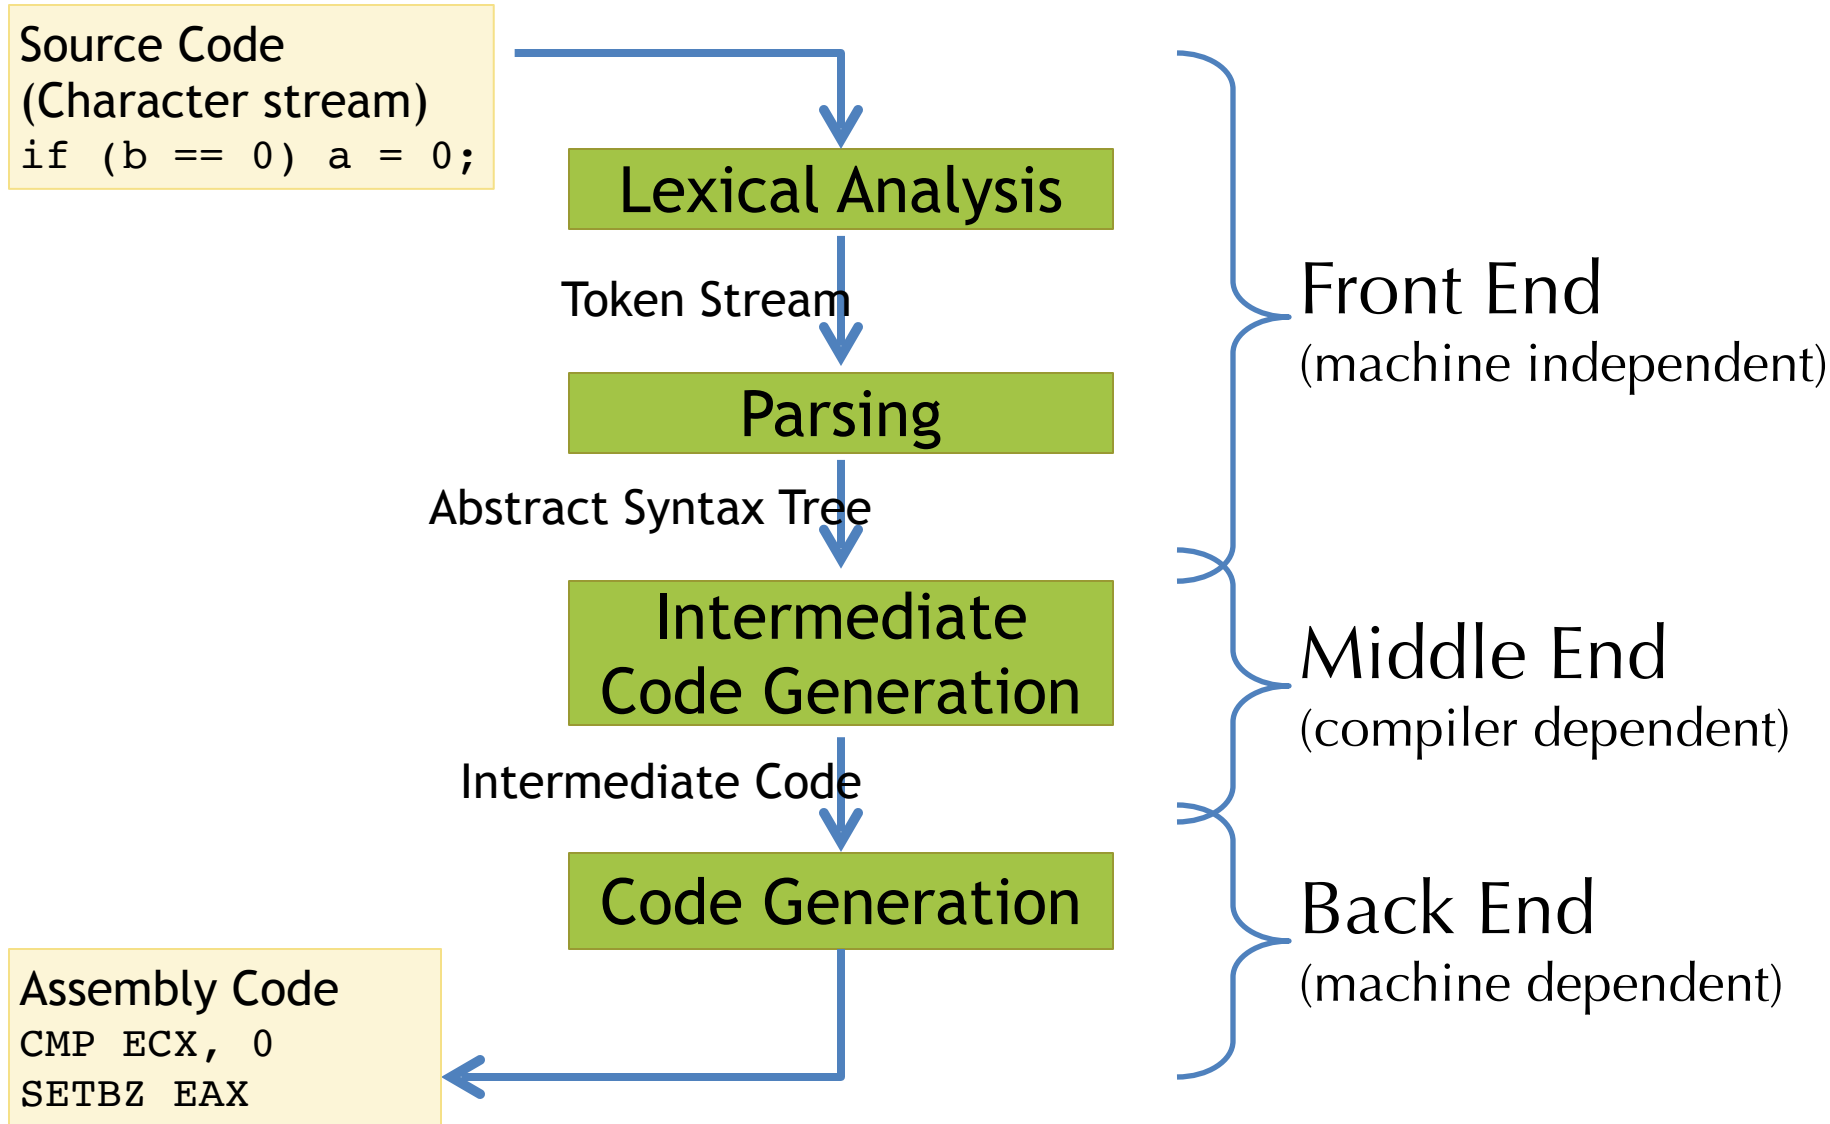 Source Code
(Character stream)
if (b == 0) a = 0;
Lexical Analysis
Token Stream
Parsing
Abstract Syntax Tree
Intermediate
Code Generation
Intermediate Code
Code Generation
Assembly Code
CMP ECX, 0
SETBZ EAX
Front End
(machine independent)
Middle End
(compiler dependent)
Back End
(machine dependent)